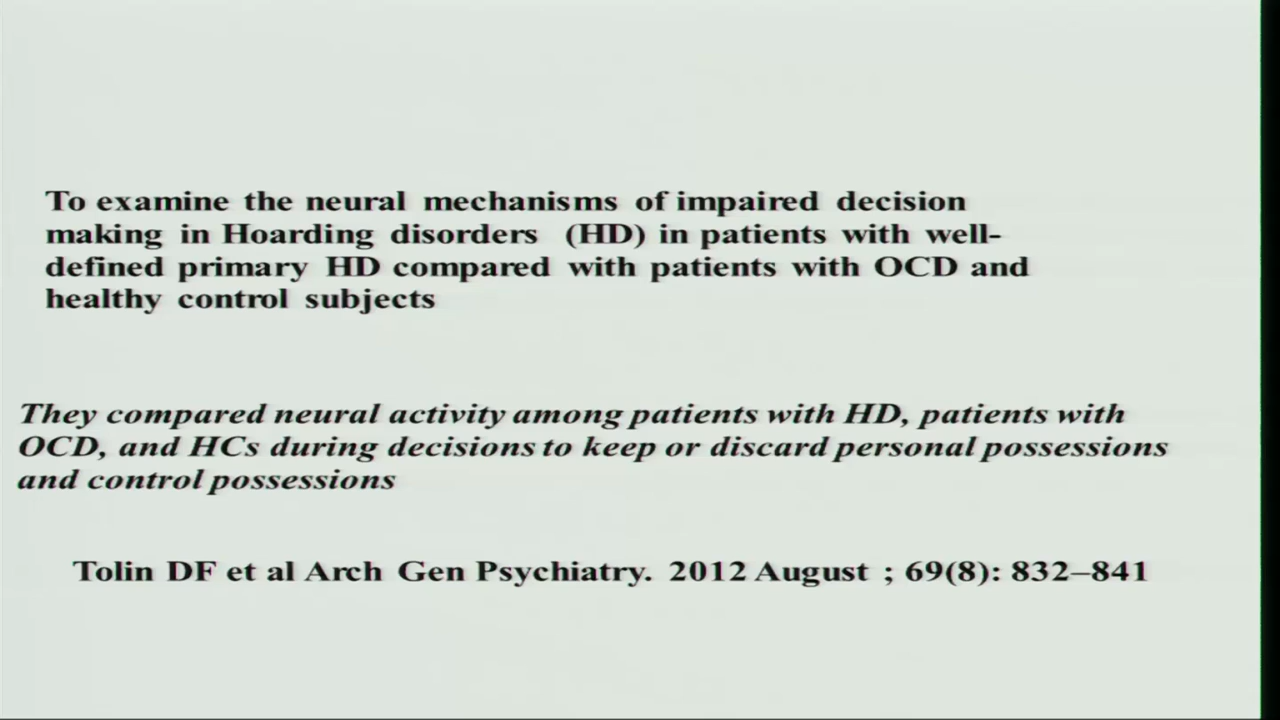 To examine the neural mechanisms of impaired decision
making in Hoarding disorders (HD) in patients with well-
defined primary HD compared with patients with OCD and
healthy control subjects
They compared neural activity among patients with HD, patients with
OCD, and HCs during decisions to keep or discard personal possessions
and control possessions
Tolin DF et al Arch Gen Psychiatry. 2012 August ; 69(8): 832–841